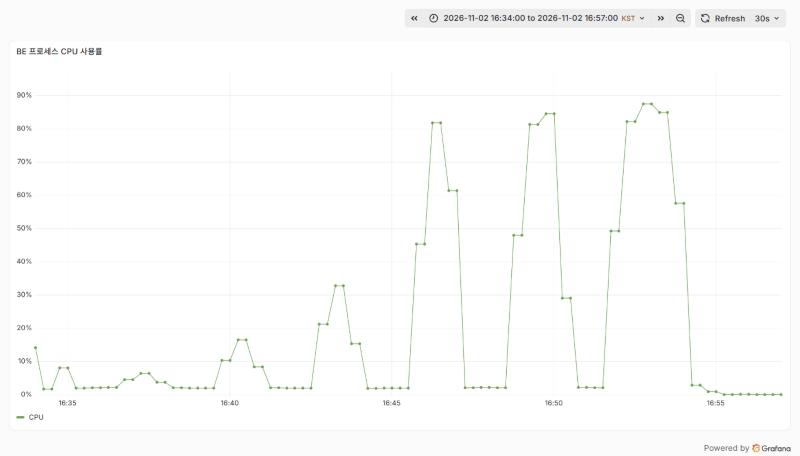 2026-11-02 16:34:00 to 2026-11-02 16:57:00 KST
Refresh 30s
BE 프로세스 CPU 사용률
90%
80%
70%
60%
50%
40%
30%
20%
10%
0%
16:35 16:40 16:45 16:50 16:55
CPU
Powered by Grafana